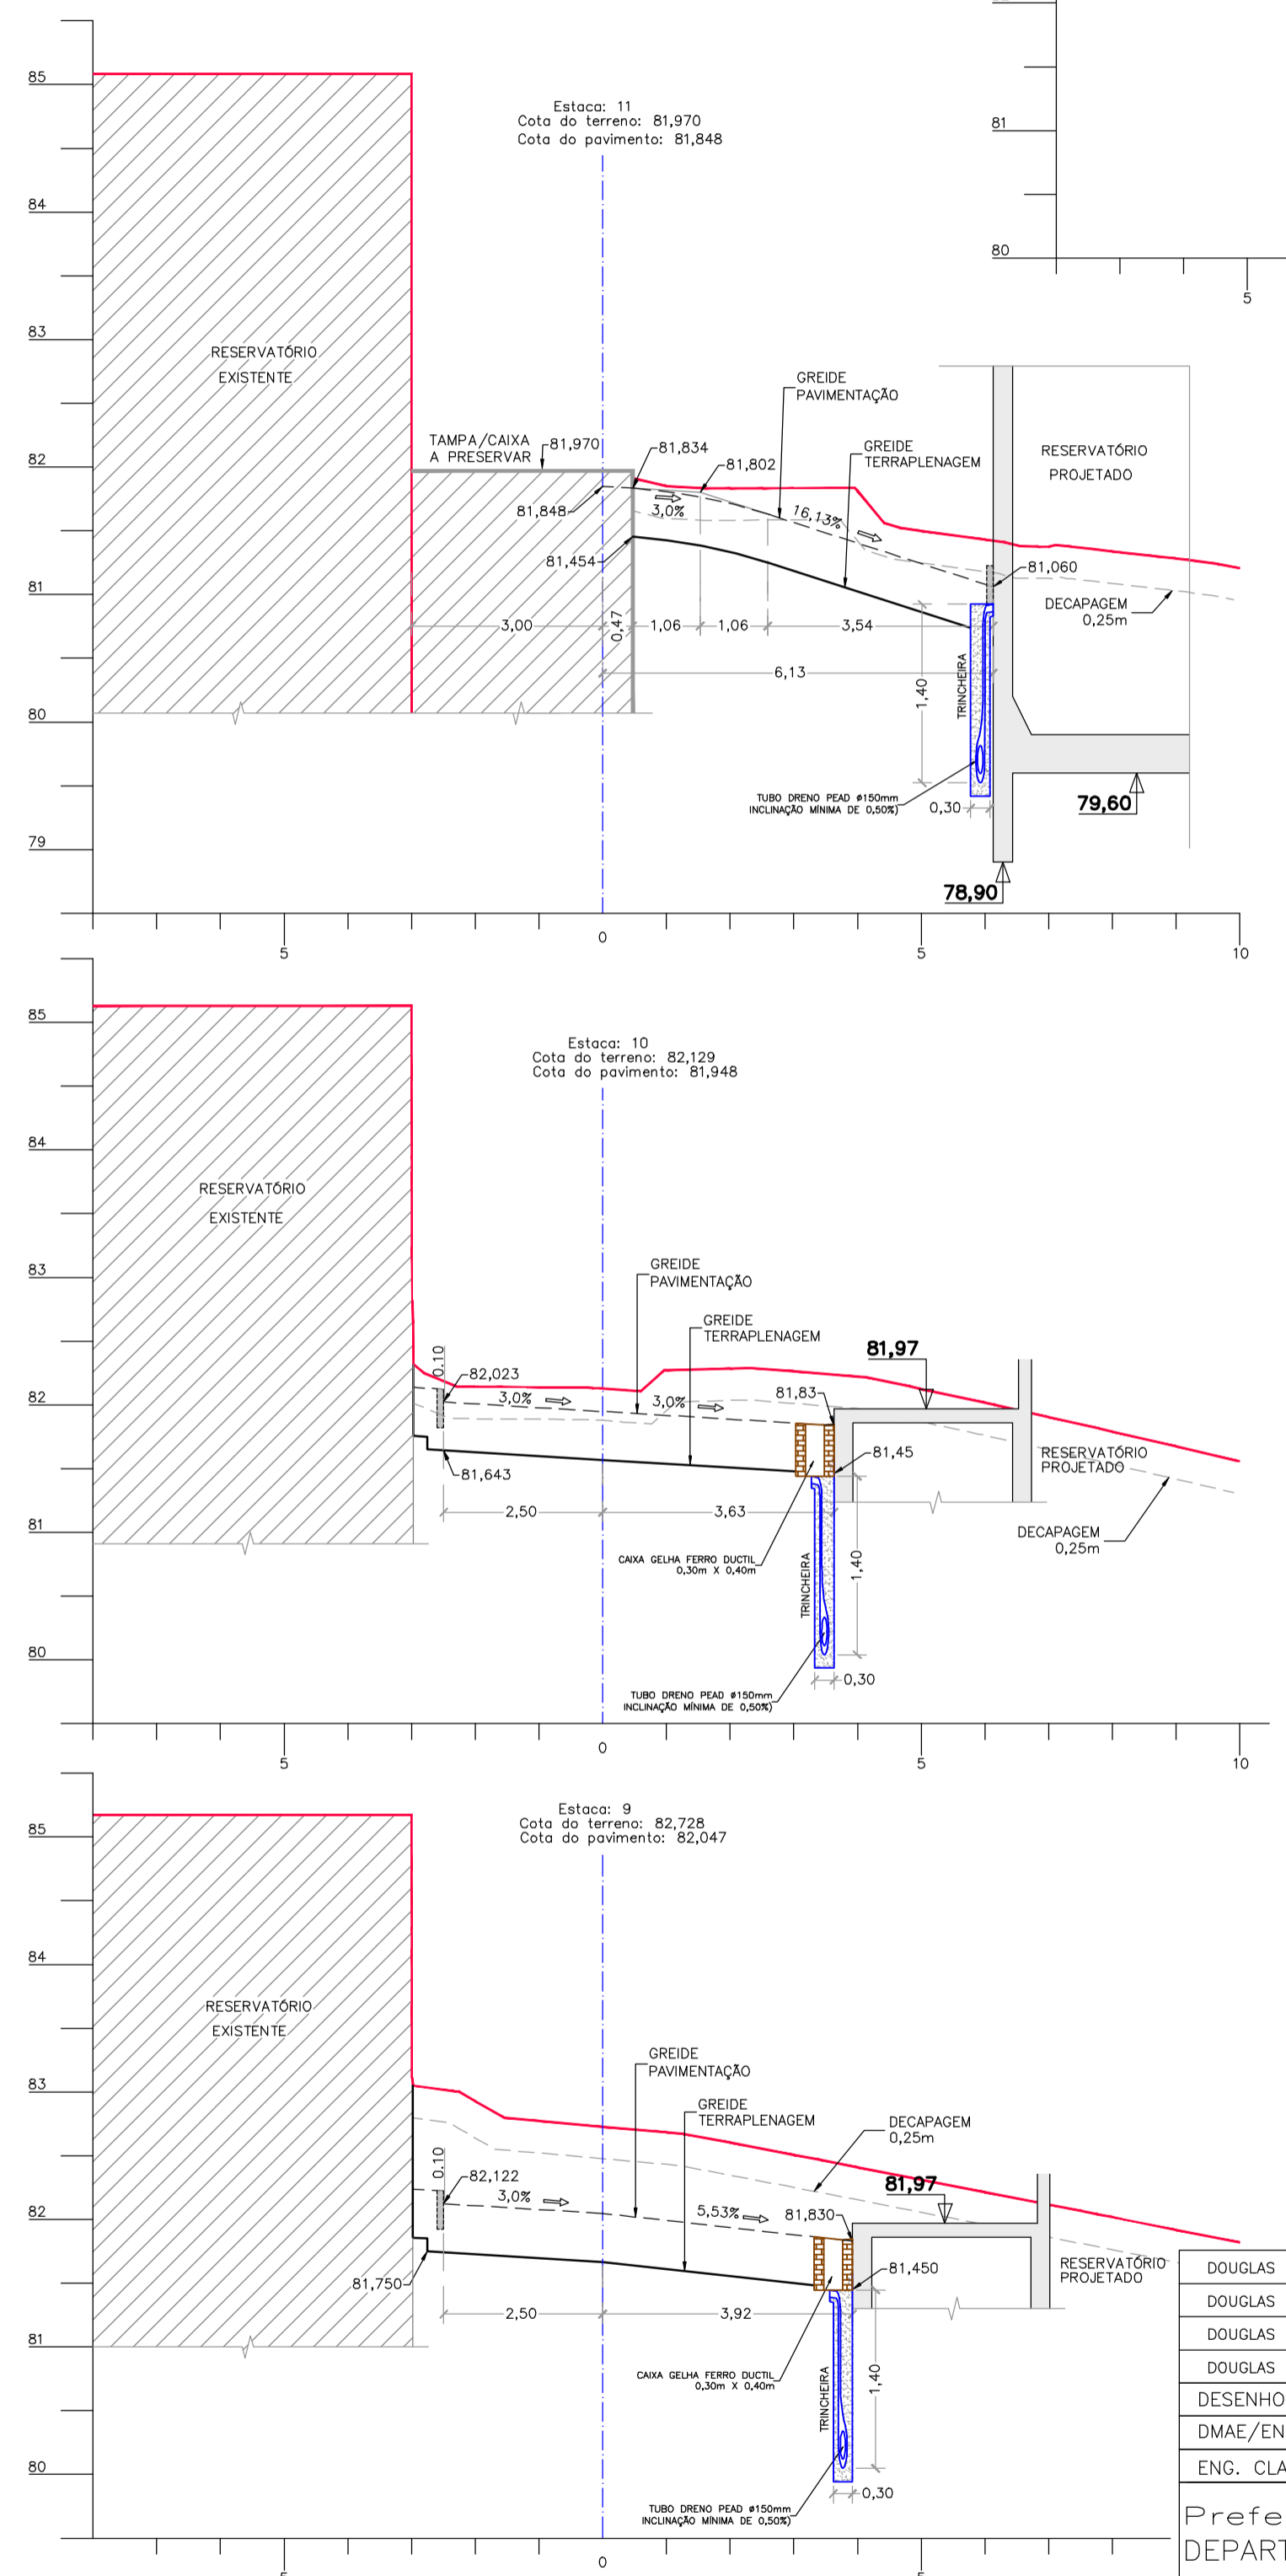 81
80
5
85
84
83
82
81
80
79
Estaca: 11
Cota do terreno: 81,970
Cota do pavimento: 81,848
RESERVATÓRIO
EXISTENTE
TAMPA/CAIXA
A PRESERVAR
81,970
81,834
81,802
81,848
81,454
3,0%
16,13%
GREIDE
PAVIMENTAÇÃO
GREIDE
TERRAPLENAGEM
RESERVATÓRIO
PROJETADO
81,060
DECAPAGEM
0,25m
3,00
0,47
1,06
1,06
3,54
6,13
1,40
TRINCHEIRA
TUBO DRENO PEAD ø150mm
INCLINAÇÃO MÍNIMA DE 0,50%)
0,30
79,60
78,90
5
0
5
10
85
84
83
82
81
80
Estaca: 10
Cota do terreno: 82,129
Cota do pavimento: 81,948
RESERVATÓRIO
EXISTENTE
GREIDE
PAVIMENTAÇÃO
GREIDE
TERRAPLENAGEM
0.10
82,023
3,0%
3,0%
81,83
81,97
81,45
81,643
RESERVATÓRIO
PROJETADO
DECAPAGEM
0,25m
2,50
3,63
CAIXA GELHA FERRO DUCTIL
0,30m X 0,40m
TRINCHEIRA
1,40
0,30
TUBO DRENO PEAD ø150mm
INCLINAÇÃO MÍNIMA DE 0,50%)
5
0
5
10
85
84
83
82
81
80
Estaca: 9
Cota do terreno: 82,728
Cota do pavimento: 82,047
RESERVATÓRIO
EXISTENTE
GREIDE
PAVIMENTAÇÃO
GREIDE
TERRAPLENAGEM
DECAPAGEM
0,25m
0.10
82,122
3,0%
5,53%
81,830
81,97
81,450
81,750
RESERVATÓRIO
PROJETADO
2,50
3,92
CAIXA GELHA FERRO DUCTIL
0,30m X 0,40m
TRINCHEIRA
1,40
0,30
TUBO DRENO PEAD ø150mm
INCLINAÇÃO MÍNIMA DE 0,50%)
0
DOUGLAS
DOUGLAS
DOUGLAS
DOUGLAS
DESENHO
DMAE/EN
ENG. CLA
Prefe
DEPART